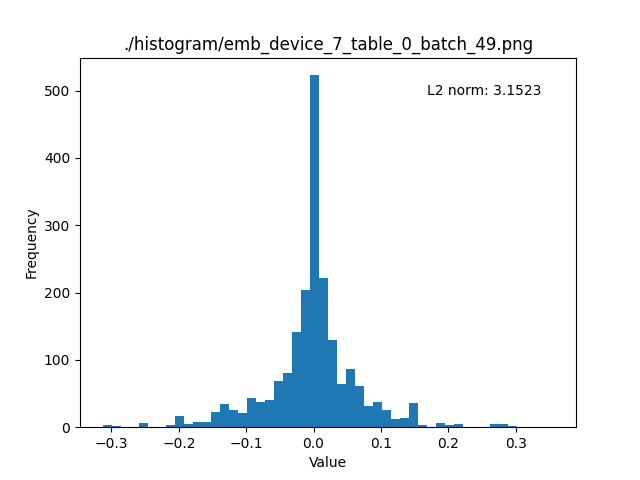 ./histogram/emb_device_7_table_0_batch_49.png
L2 norm: 3.1523
Frequency
500
400
300
200
100
0
−0.3 −0.2 −0.1 0.0 0.1 0.2 0.3
Value